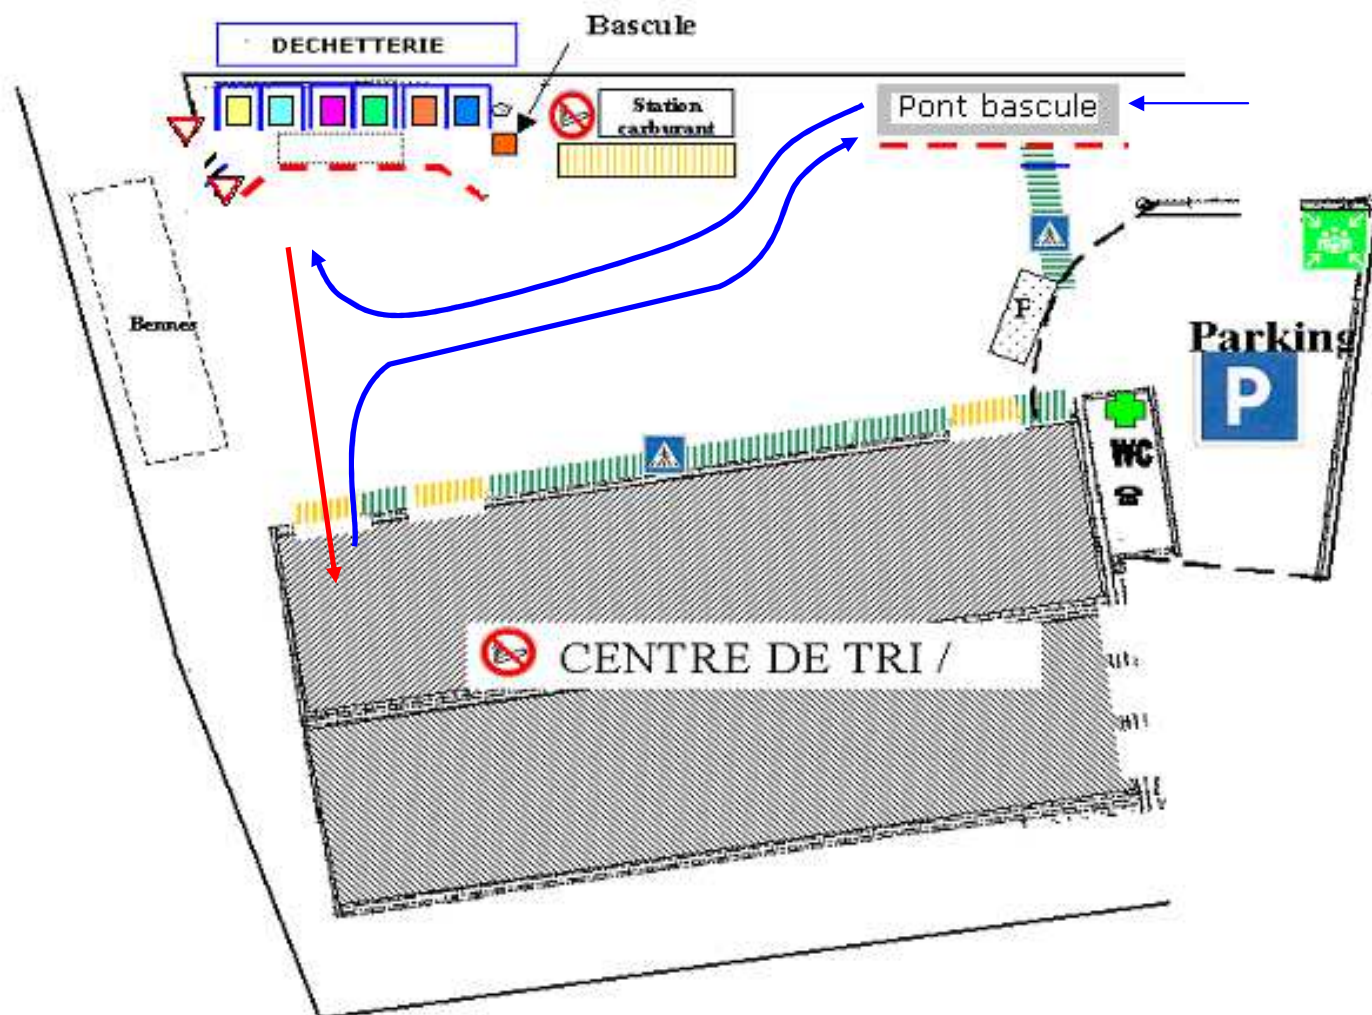 Bascule
DECHETTERIE
Station
carburant
Pont bascule
Bennes
F
Parking
P
WC
CENTRE DE TRI /